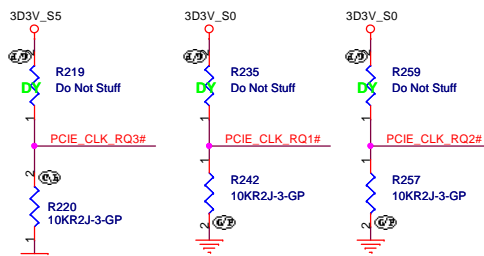 3D3V_S5
3D3V_S0
3D3V_S0
R219
Do Not Stuff
DY
R235
Do Not Stuff
DY
R259
Do Not Stuff
DY
1
1
1
PCIE_CLK_RQ3#
PCIE_CLK_RQ1#
PCIE_CLK_RQ2#
2
1
1
R220
10KR2J-3-GP
R242
10KR2J-3-GP
R257
10KR2J-3-GP
1
2
2